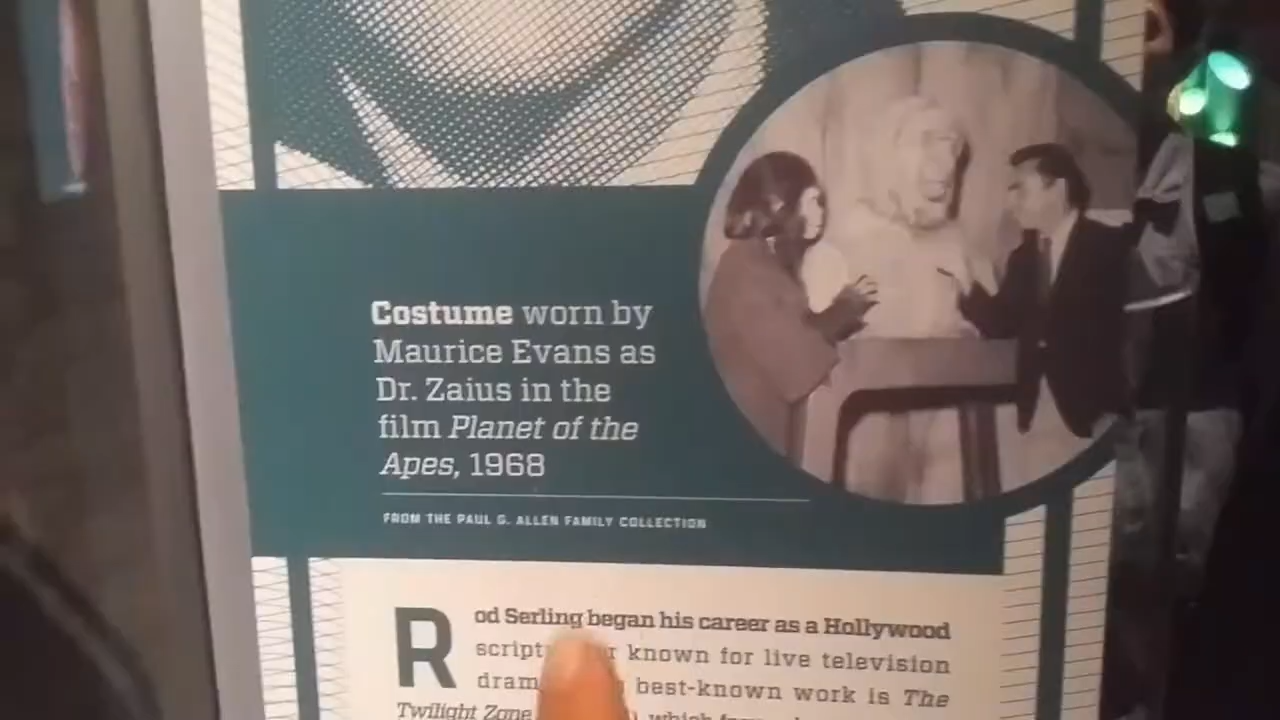 Costume worn by
Maurice Evans as
Dr. Zaius in the
film Planet of the
Apes, 1968
FROM THE PAUL G. ALLEN FAMILY COLLECTION
Rod Serling began his career as a Hollywood
known for live television
best-known work is The
Twilight Zone which